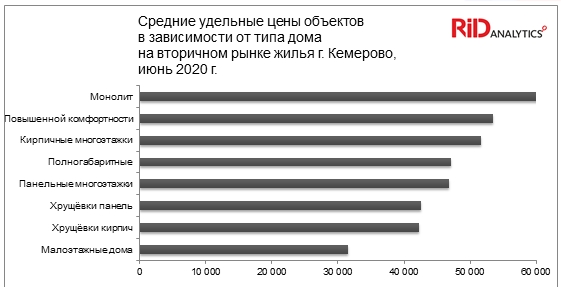 Средние удельные цены объектов
в зависимости от типа дома
на вторичном рынке жилья г. Кемерово,
июнь 2020 г.
RID ANALYTICS
Монолит
Повышенной комфортности
Кирпичные многоэтажки
Полногабаритные
Панельные многоэтажки
Хрущёвки панель
Хрущёвки кирпич
Малоэтажные дома
0 10 000 20 000 30 000 40 000 50 000 60 000